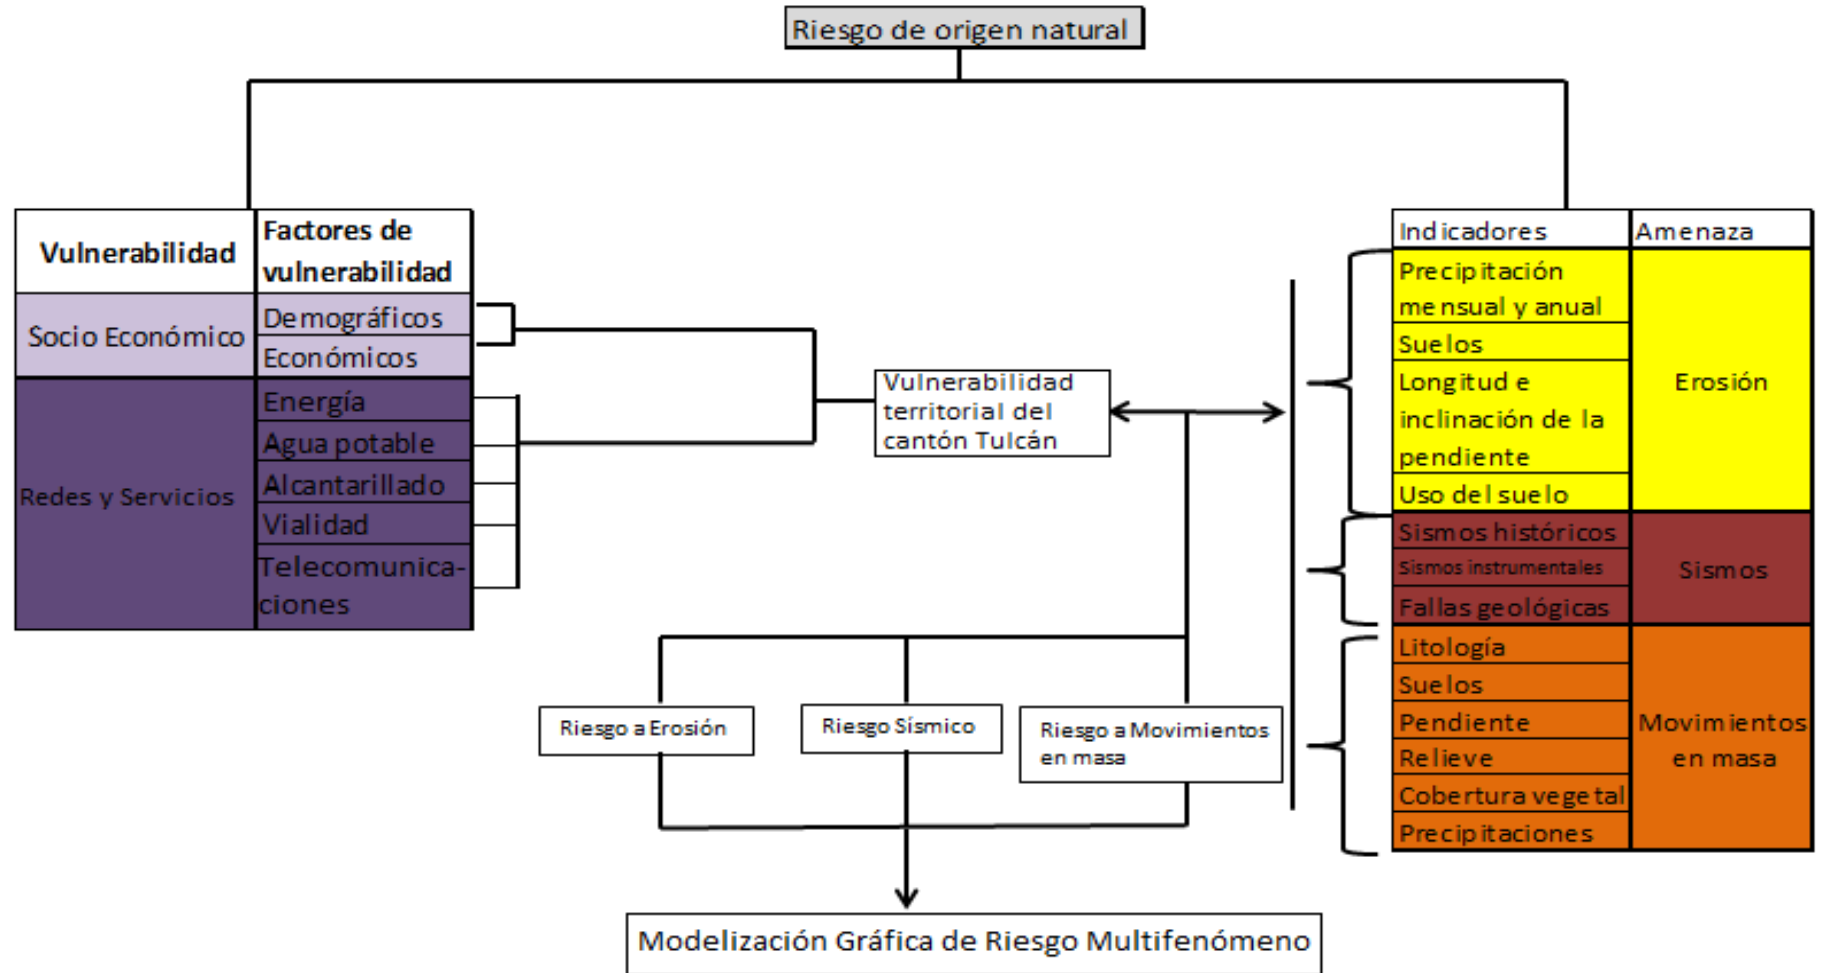 Riesgo de origen natural
Vulnerabilidad
Factores de
vulnerabilidad
Socio Económico
Demográficos
Económicos
Redes y Servicios
Energía
Agua potable
Alcantarillado
Vialidad
Telecomunica-
ciones
Vulnerabilidad
territorial del
cantón Tulcán
Indicadores
Amenaza
Precipitación
mensual y anual
Suelos
Longitud e
inclinación de la
pendiente
Uso del suelo
Erosión
Sismos históricos
Sismos instrumentales
Fallas geológicas
Sismos
Litología
Suelos
Pendiente
Relieve
Cobertura vegetal
Precipitaciones
Movimientos
en masa
Riesgo a Erosión
Riesgo Sísmico
Riesgo a Movimientos
en masa
Modelización Gráfica de Riesgo Multifenómeno